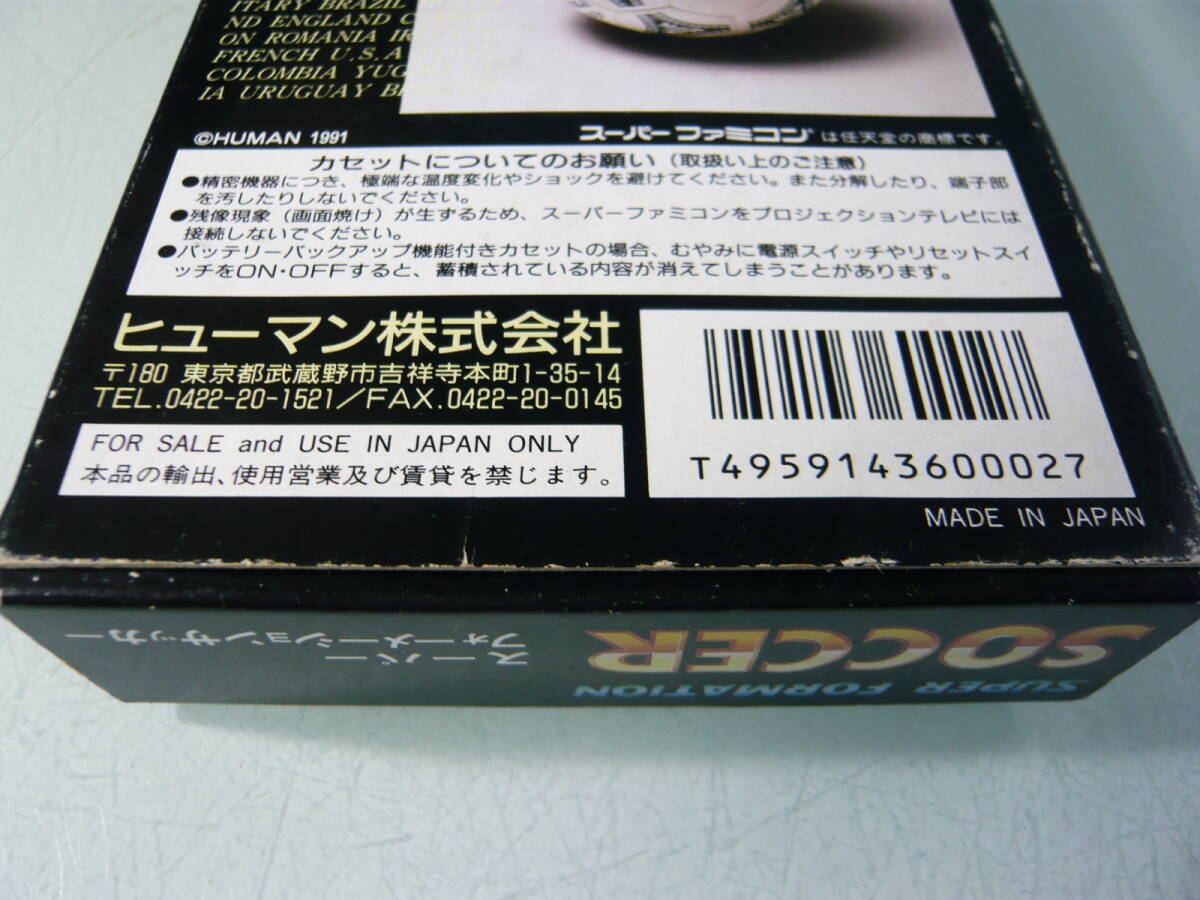 ITARY BRAZIL
ND ENGLAND
ON ROMANIA
FRENCH U.S.A
COLOMBIA
IA URUGUAY
©HUMAN 1991
スーパーファミコンは任天堂の商標です。
カセットについてのお願い（取扱い上のご注意）
●精密機器につき、極端な温度変化やショックを避けてください。また分解したり、端子部
を汚したりしないでください。
●残像現象（画面焼け）が生ずるため、スーパーファミコンをプロジェクションテレビには
接続しないでください。
●バッテリーバックアップ機能付きカセットの場合、むやみに電源スイッチやリセットスイ
ッチをON・OFFすると、蓄積されている内容が消えてしまうことがあります。
ヒューマン株式会社
〒180 東京都武蔵野市吉祥寺本町1-35-14
TEL.0422-20-1521／FAX.0422-20-0145
FOR SALE and USE IN JAPAN ONLY
本品の輸出、使用営業及び賃貸を禁じます。
T4959143600027
MADE IN JAPAN
SUPER FORMATION
SOCCER
スーパー
フォーメーションサッカー